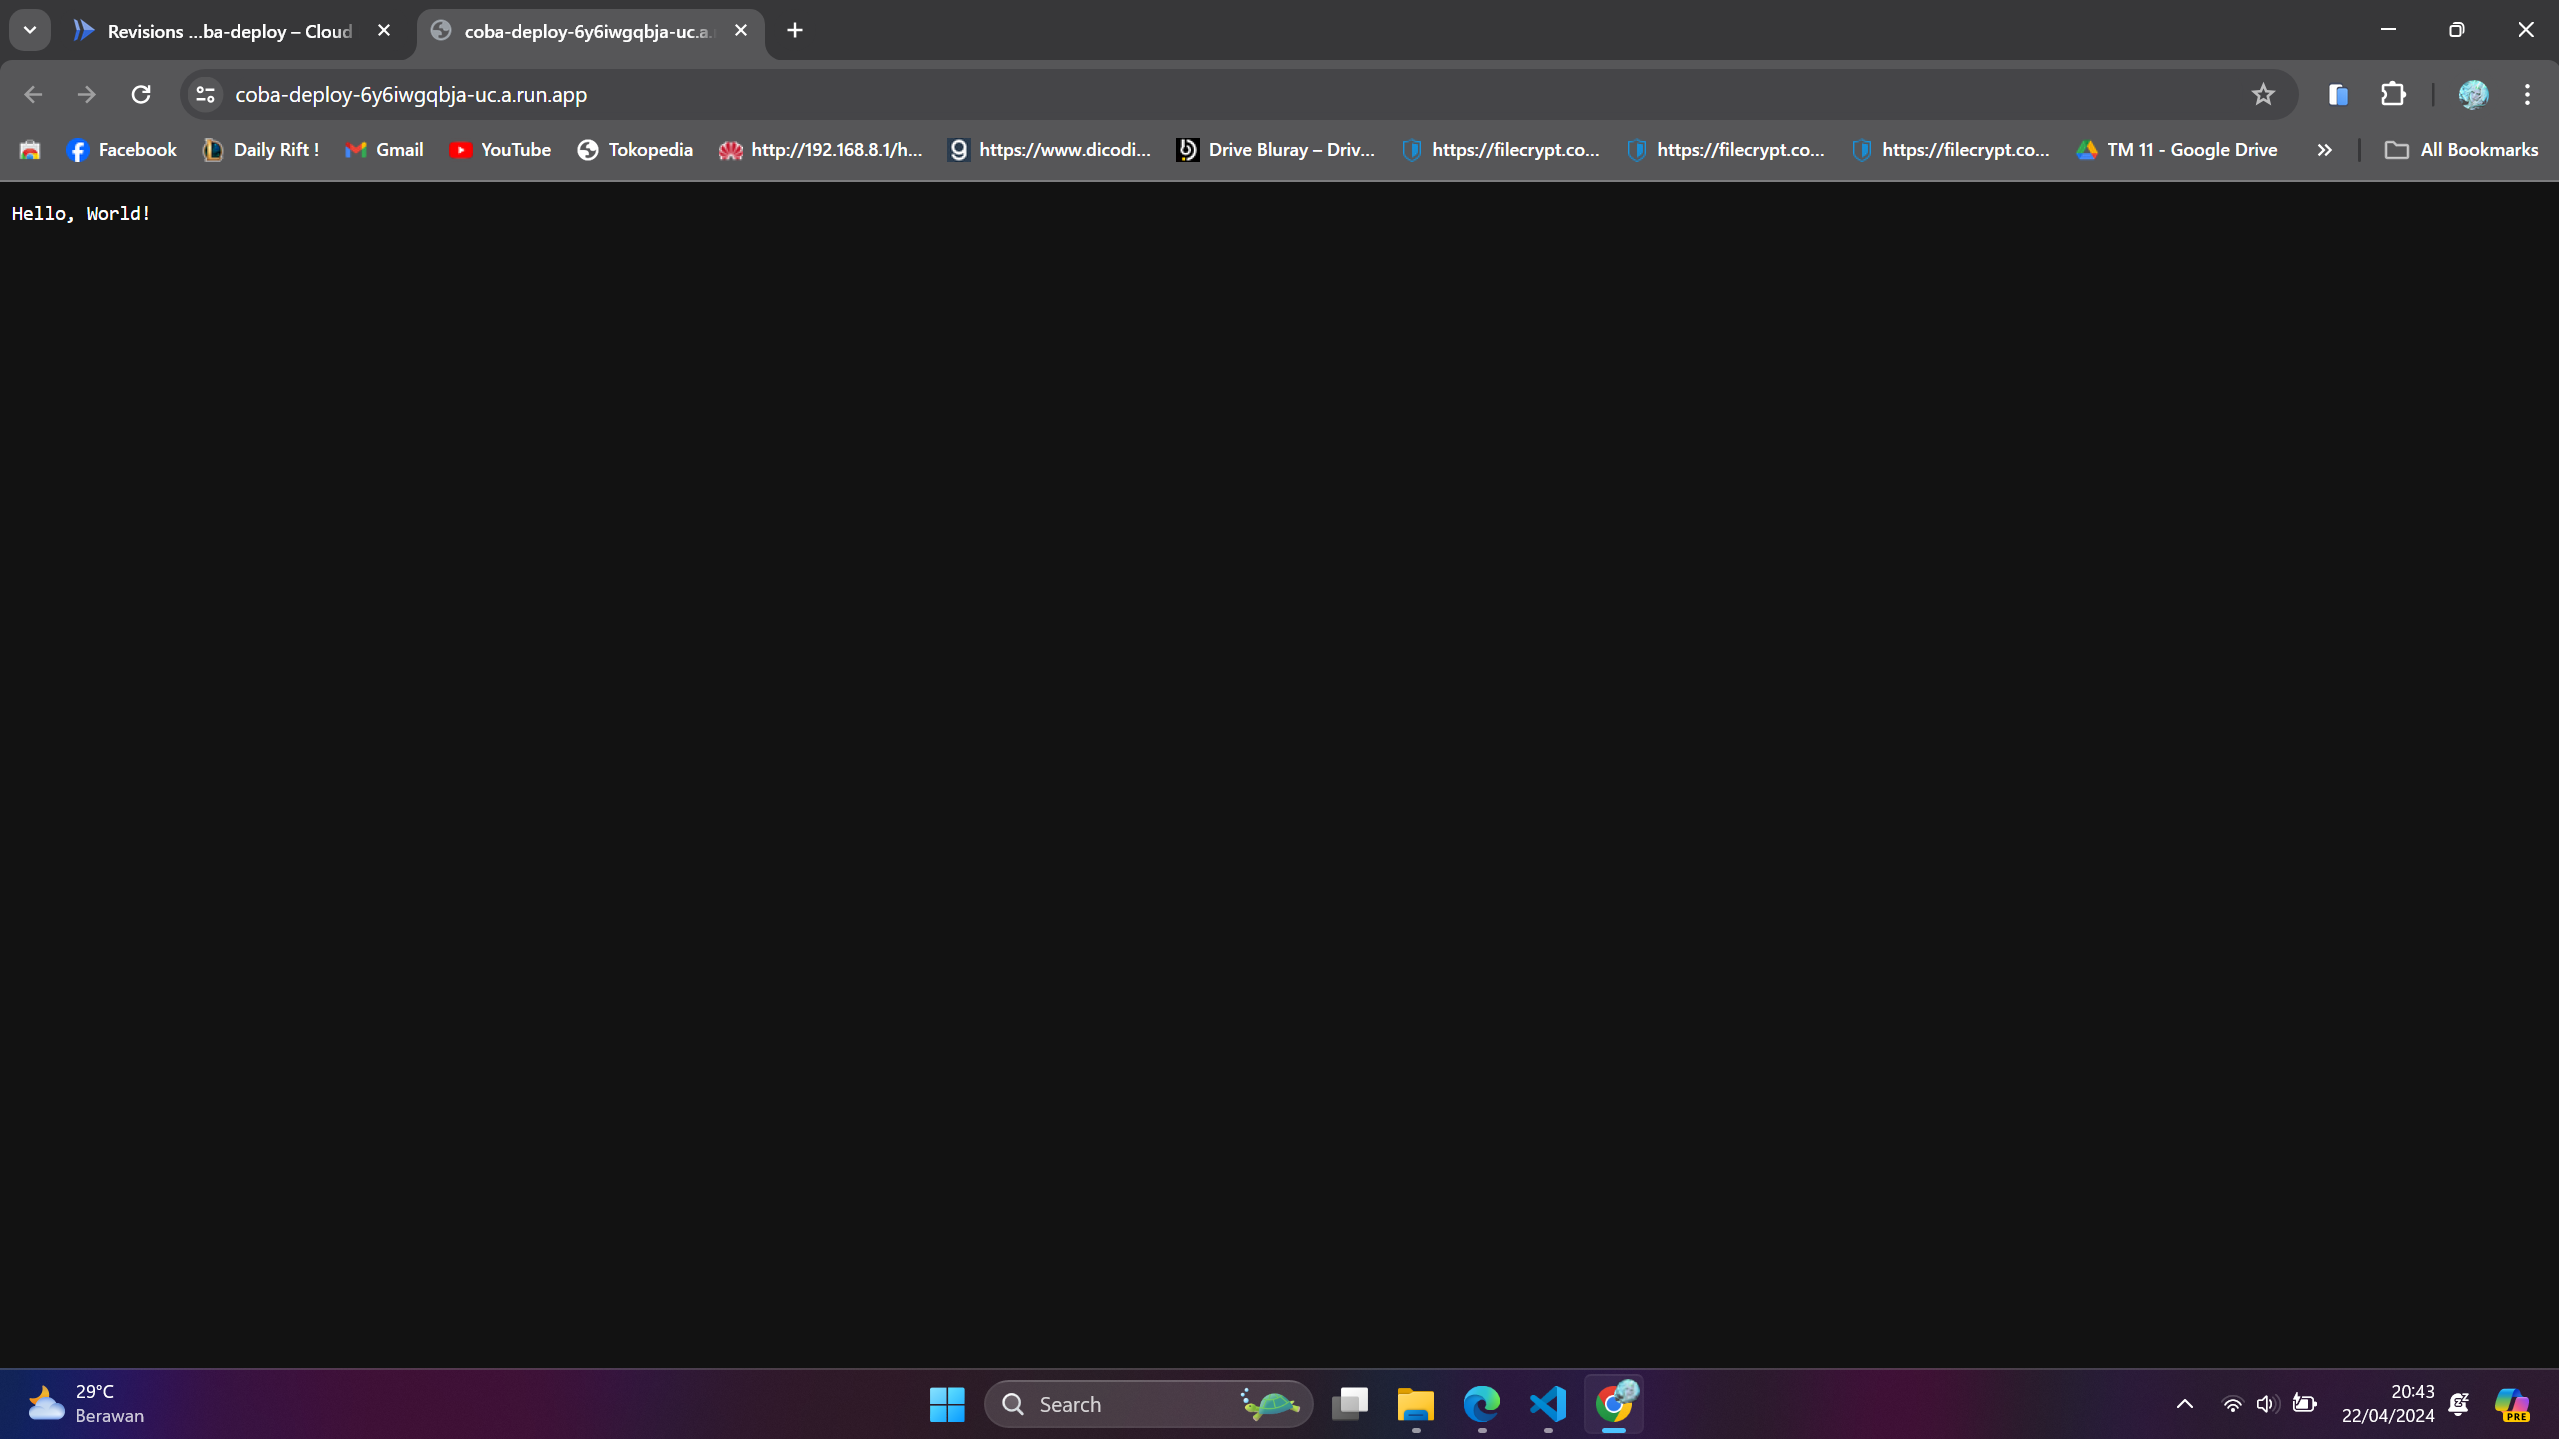 Revisions ...ba-deploy – Cloud
coba-deploy-6y6iwgqbja-uc.a.
coba-deploy-6y6iwgqbja-uc.a.run.app
Facebook
Daily Rift !
Gmail
YouTube
Tokopedia
http://192.168.8.1/h...
https://www.dicodi...
Drive Bluray – Driv...
https://filecrypt.co...
https://filecrypt.co...
https://filecrypt.co...
TM 11 - Google Drive
All Bookmarks
Hello, World!
29°C
Berawan
Search
20:43
22/04/2024
PRE